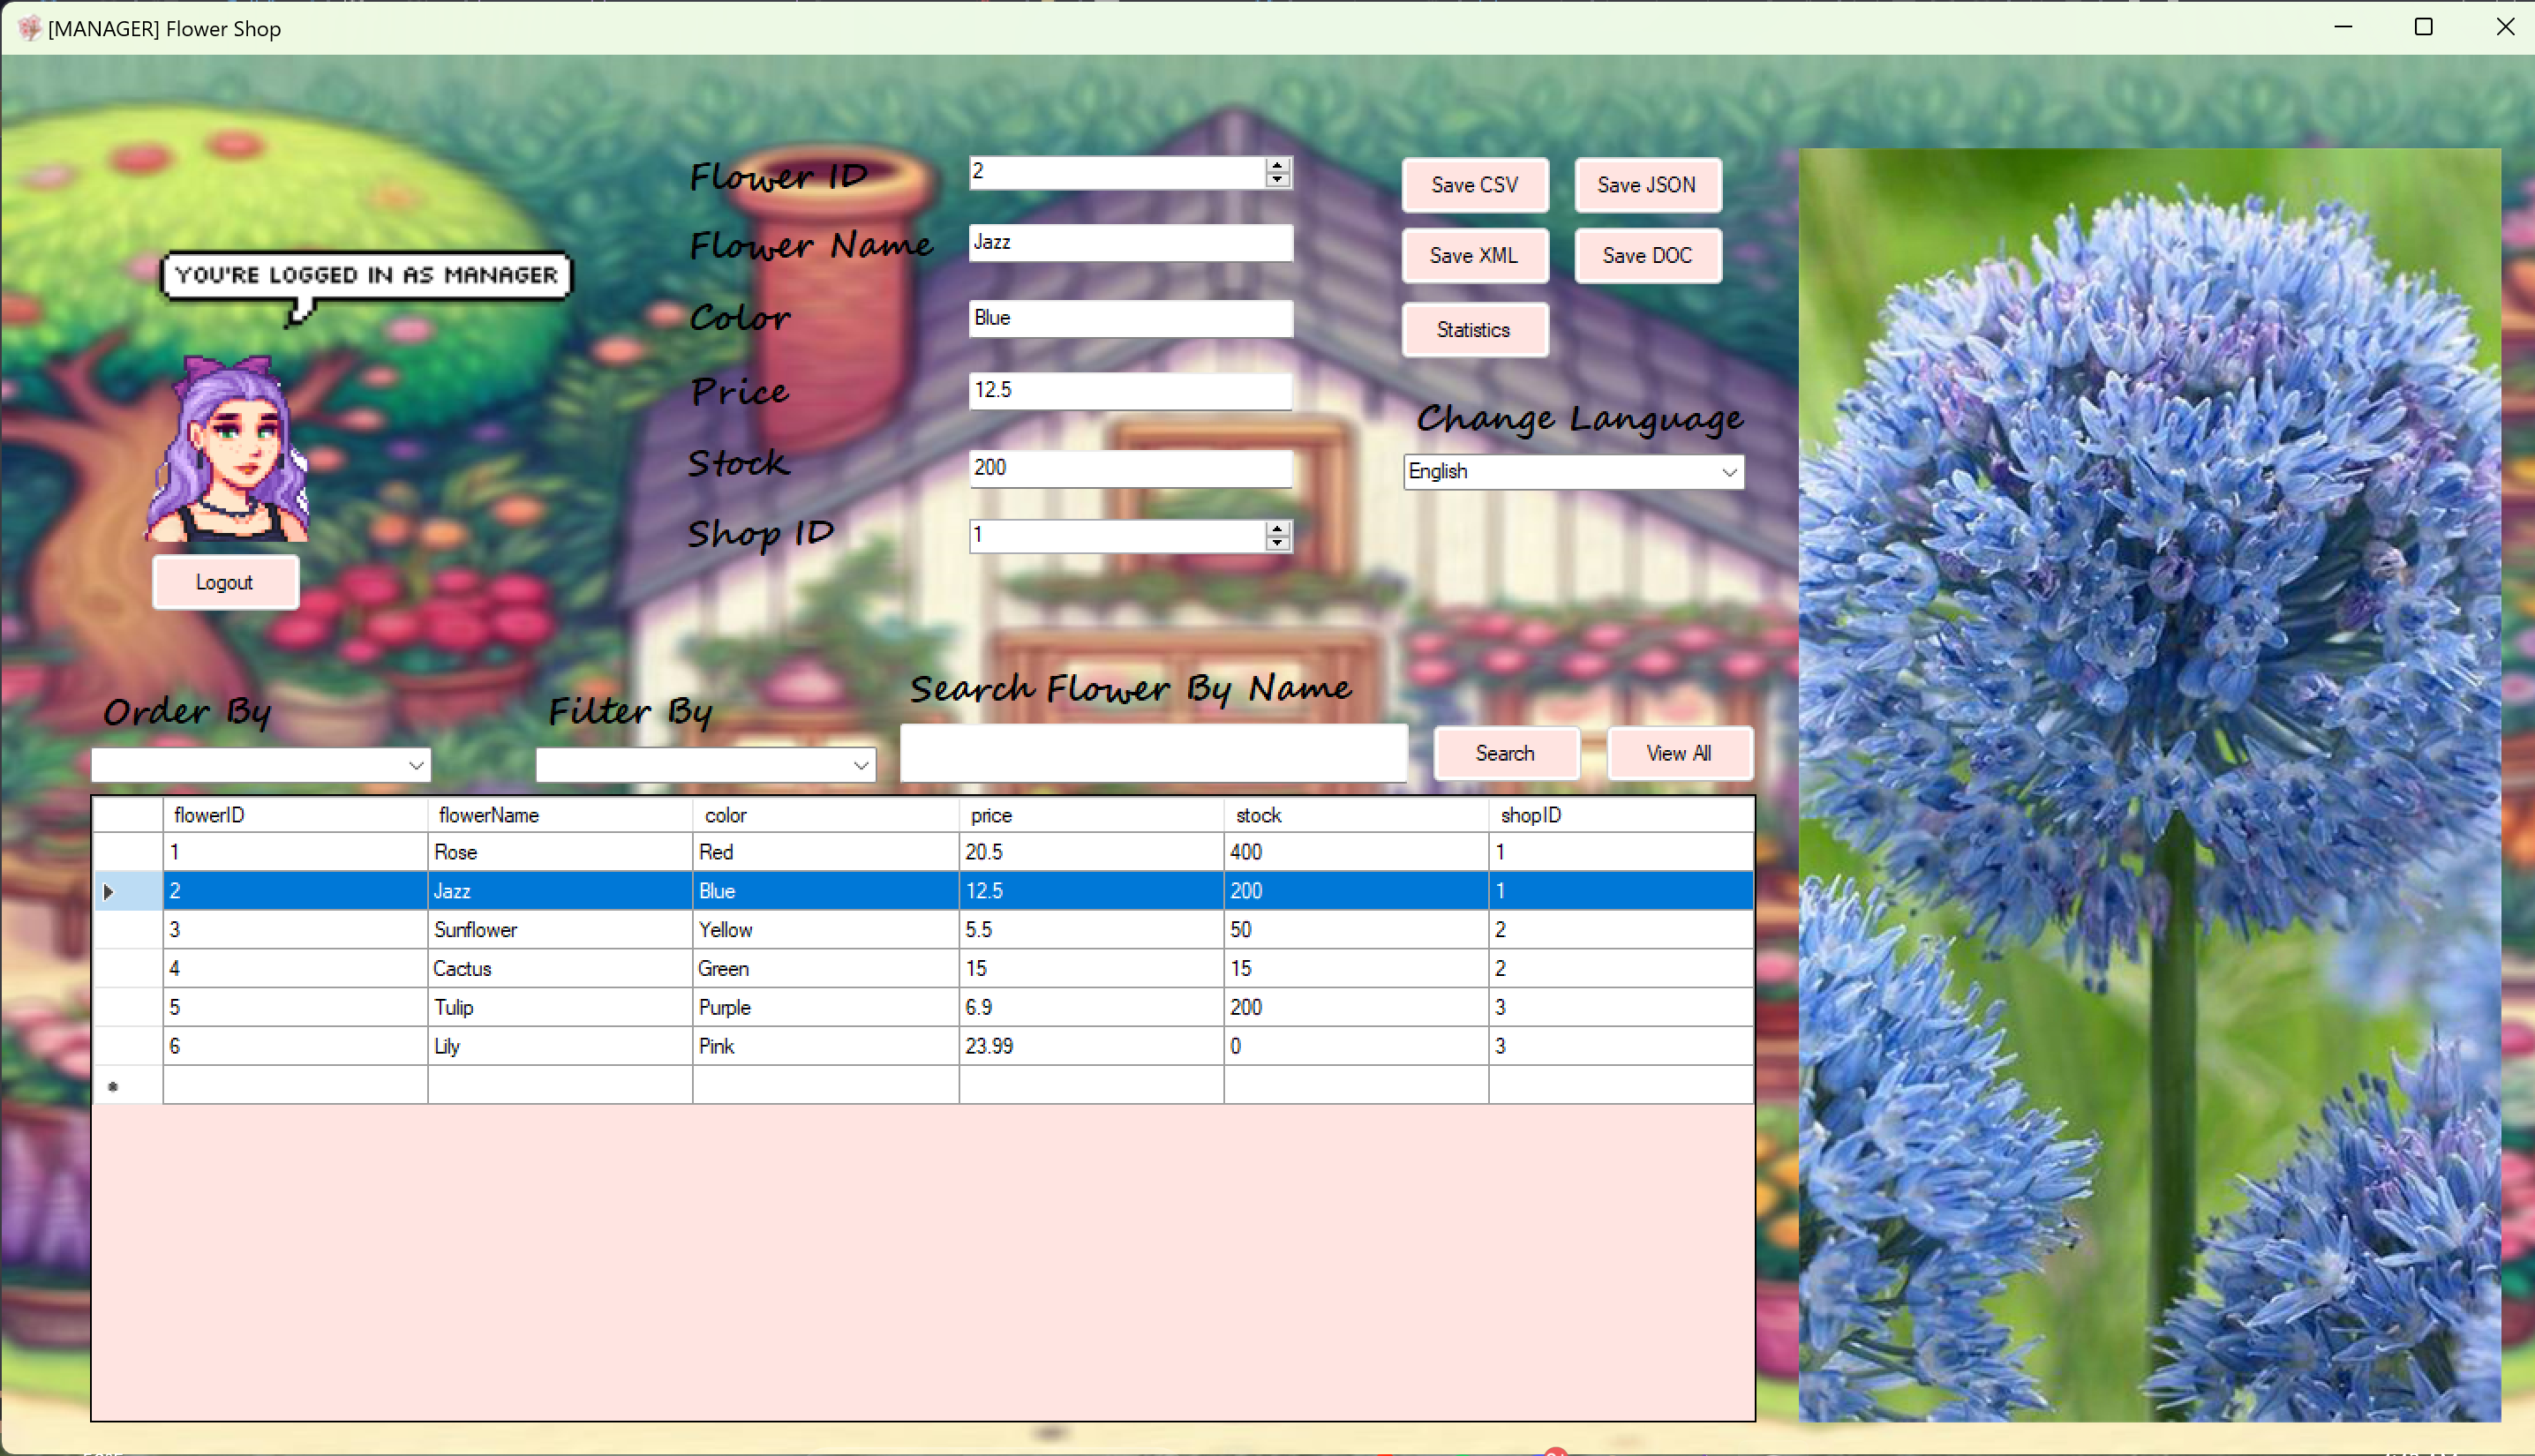 [MANAGER] Flower Shop
YOU'RE LOGGED IN AS MANAGER
Logout
Flower ID 2
Flower Name Jazz
Color Blue
Price 12.5
Stock 200
Shop ID 1
Save CSV Save JSON
Save XML Save DOC
Statistics
Change Language
English
Order By
Filter By
Search Flower By Name
Search View All
flowerID flowerName color price stock shopID
1 Rose Red 20.5 400 1
2 Jazz Blue 12.5 200 1
3 Sunflower Yellow 5.5 50 2
4 Cactus Green 15 15 2
5 Tulip Purple 6.9 200 3
6 Lily Pink 23.99 0 3